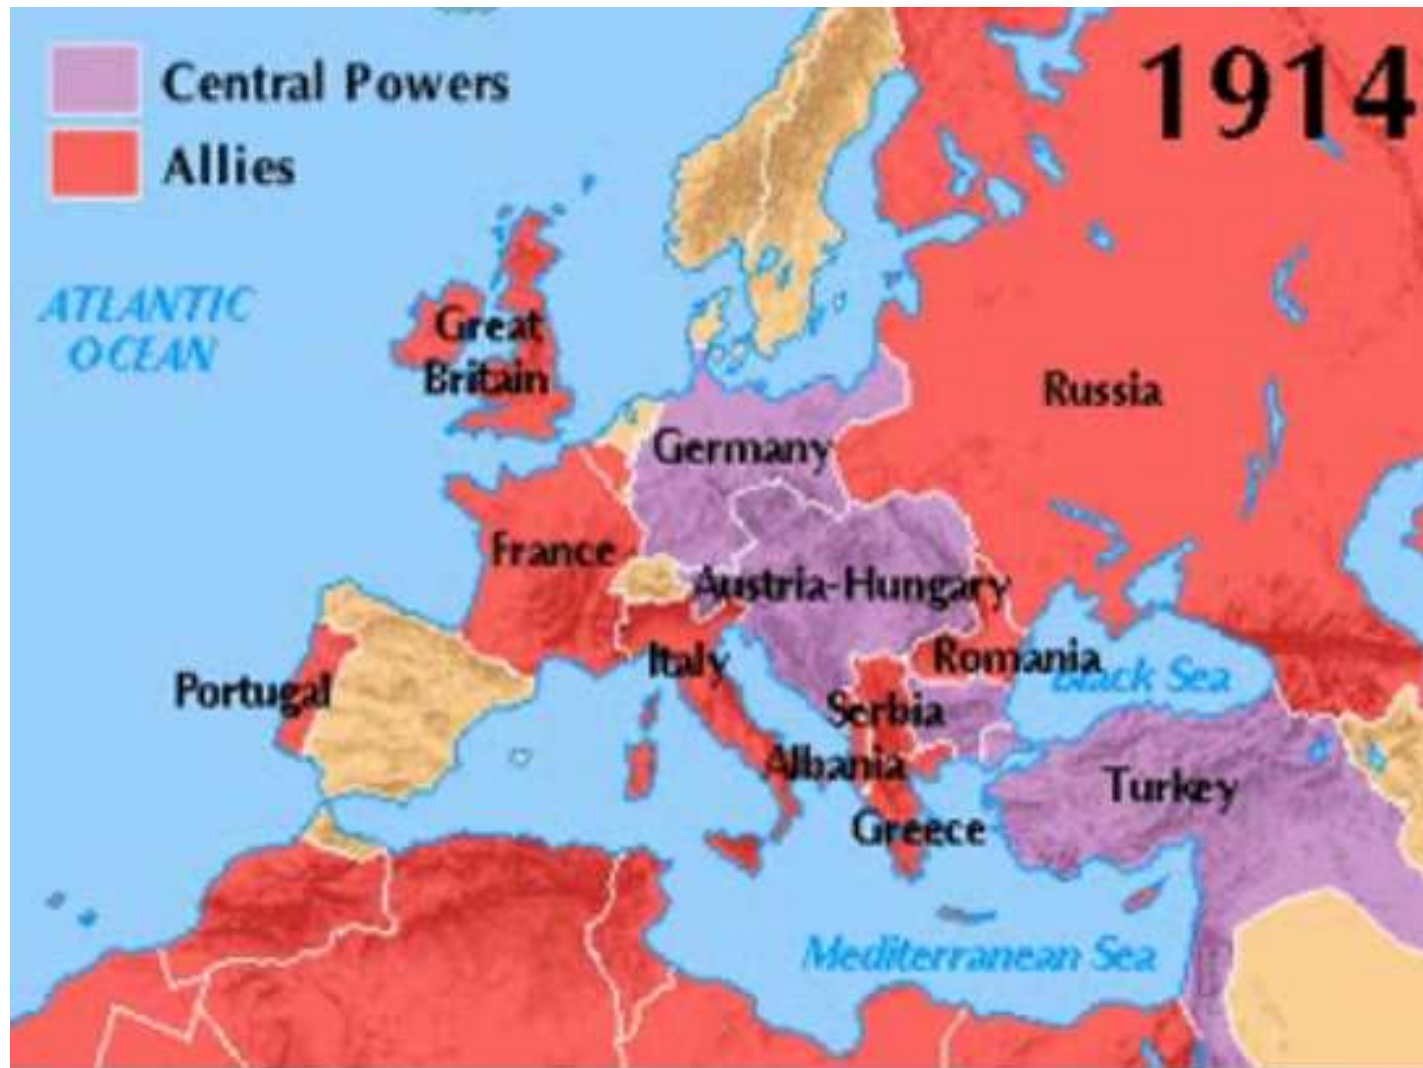 Central Powers
Allies
1914
ATLANTIC
OCEAN
Great
Britain
Russia
Germany
France
Austria-Hungary
Portugal
Italy
Romania
Black Sea
Serbia
Albania
Turkey
Greece
Mediterranean Sea